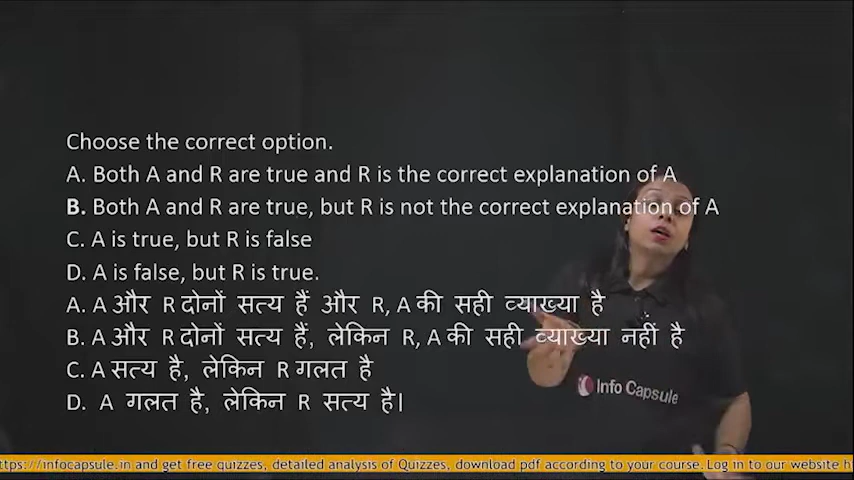 Choose the correct option.
A. Both A and R are true and R is the correct explanation of A
B. Both A and R are true, but R is not the correct explanation of A
C. A is true, but R is false
D. A is false, but R is true.
A. A और R दोनों सत्य हैं और R, A की सही व्याख्या है
B. A और R दोनों सत्य हैं, लेकिन R, A की सही व्याख्या नहीं है
C. A सत्य है, लेकिन R गलत है
D. A गलत है, लेकिन R सत्य है।
Info Capsule
ttps://infocapsule.in and get free quizzes, detailed analysis of Quizzes, download pdf according to your course. Log in to our website h